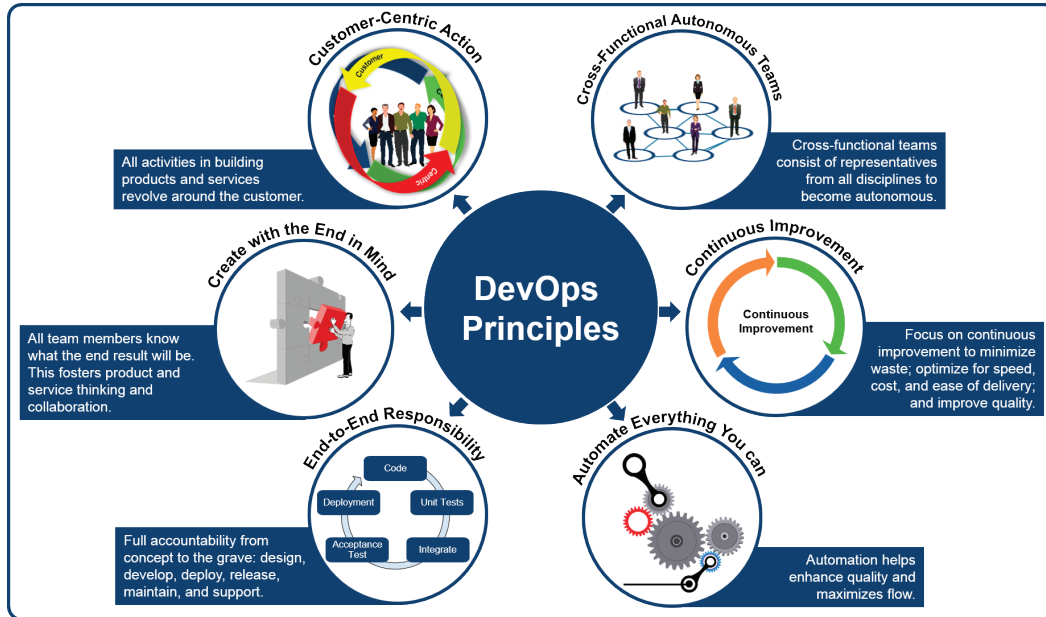 Customer-Centric Action
Customer
Centric
All activities in building
products and services
revolve around the customer.
Cross-Functional Autonomous Teams
Cross-functional teams
consist of representatives
from all disciplines to
become autonomous.
DevOps
Principles
Create with the End in Mind
All team members know
what the end result will be.
This fosters product and
service thinking and
collaboration.
Continuous Improvement
Continuous
Improvement
Focus on continuous
improvement to minimize
waste; optimize for speed,
cost, and ease of delivery;
and improve quality.
End-to-End Responsibility
Code
Unit Tests
Integrate
Acceptance
Test
Deployment
Full accountability from
concept to the grave: design,
develop, deploy, release,
maintain, and support.
Automate Everything You can
Automation helps
enhance quality and
maximizes flow.